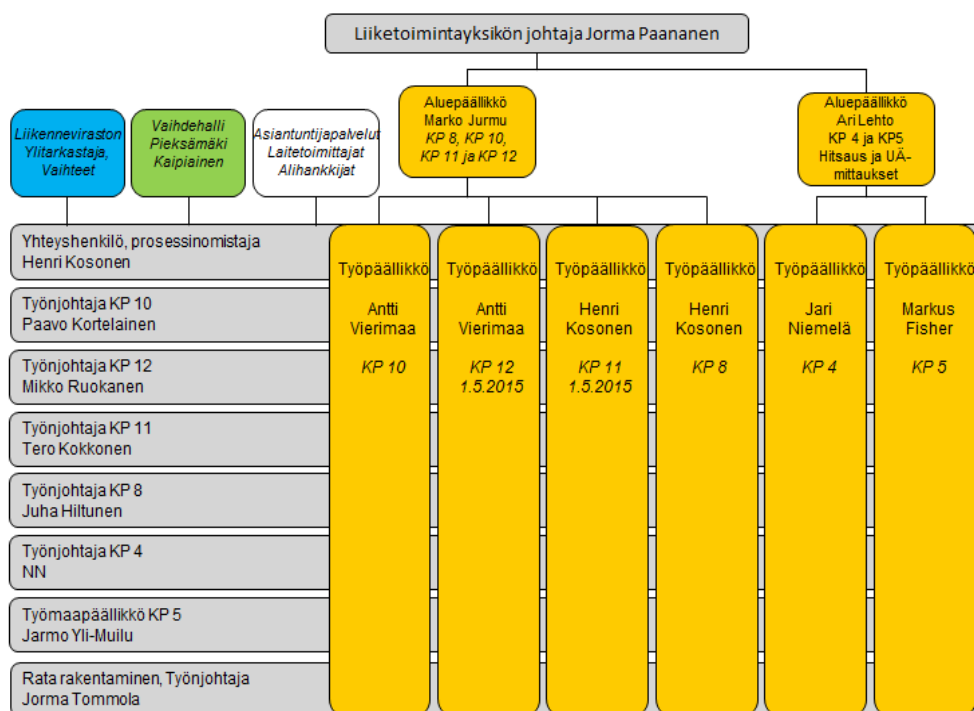 Liiketoimintayksikön johtaja Jorma Paananen
Aluepäällikkö
Marko Jurmu
KP 8, KP 10,
KP 11 ja KP 12
Aluepäällikkö
Ari Lehto
KP 4 ja KP5
Hitsaus ja UÄ-
mittaukset
Liikenneviraston
Ylitarkastaja,
Vaihteet
Vaihdehalli
Pieksämäki
Kaipiainen
Asiantuntijapalvelut
Laitetoimittajat
Alihankkijat
Yhteyshenkilö, prosessinomistaja
Henri Kosonen
Työnjohtaja KP 10
Paavo Kortelainen
Työnjohtaja KP 12
Mikko Ruokanen
Työnjohtaja KP 11
Tero Kokkonen
Työnjohtaja KP 8
Juha Hiltunen
Työnjohtaja KP 4
NN
Työmaapäällikkö KP 5
Jarmo Yli-Muilu
Rata rakentaminen, Työnjohtaja
Jorma Tommola
Työpäällikkö
Antti
Vierimaa
KP 10
Työpäällikkö
Antti
Vierimaa
KP 12
1.5.2015
Työpäällikkö
Henri
Kosonen
KP 11
1.5.2015
Työpäällikkö
Henri
Kosonen
KP 8
Työpäällikkö
Jari
Niemelä
KP 4
Työpäällikkö
Markus
Fisher
KP 5